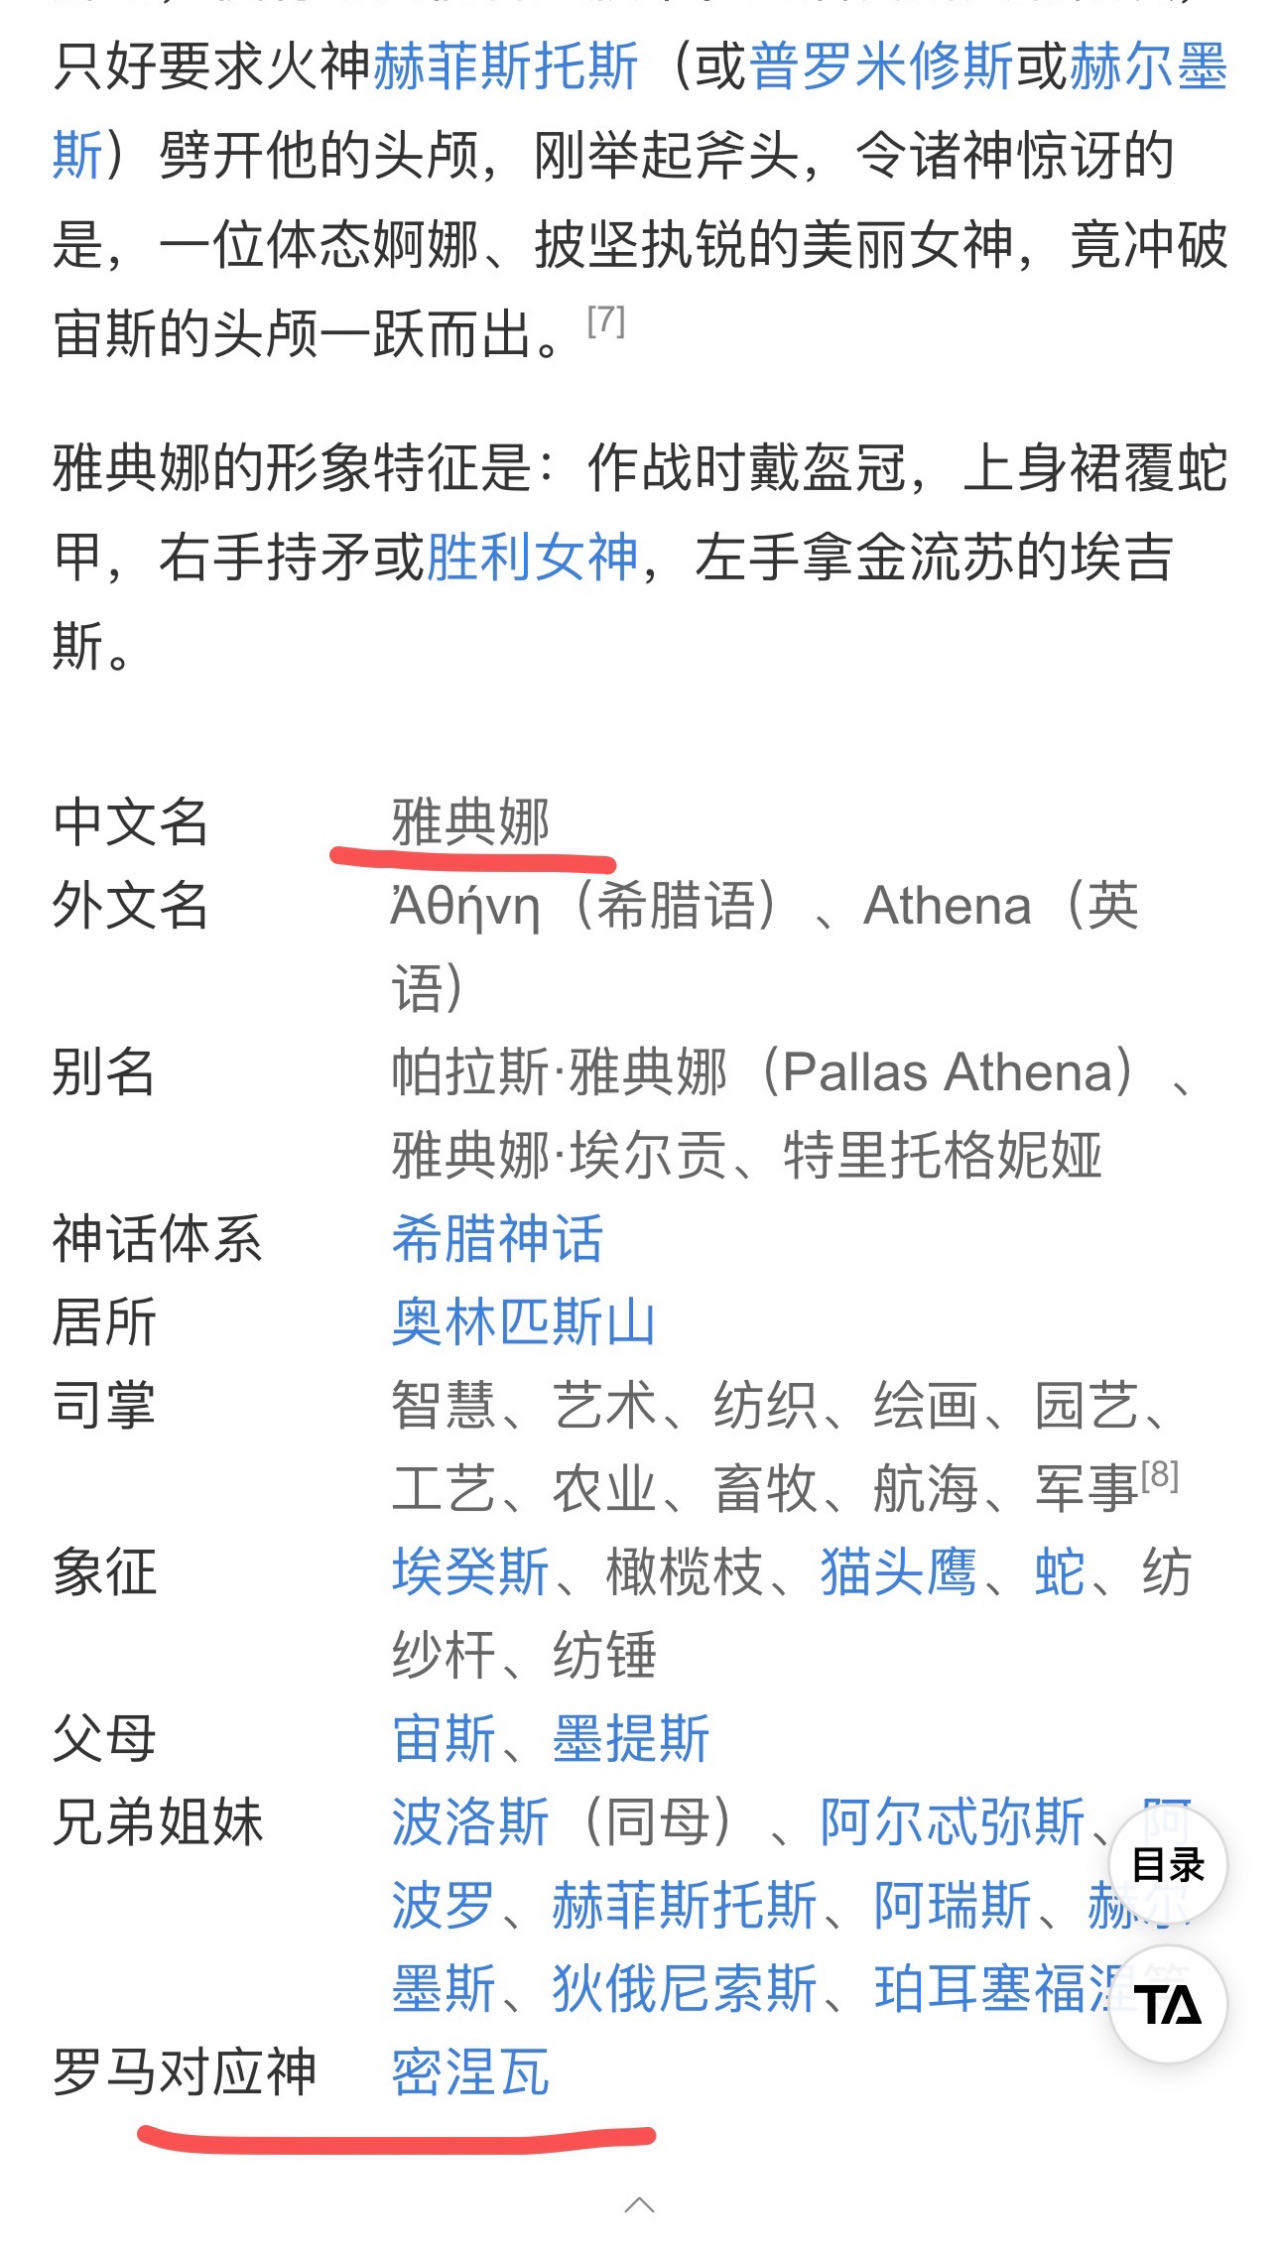 只好要求火神赫菲斯托斯（或普罗米修斯或赫尔墨
斯）劈开他的头颅，刚举起斧头，令诸神惊讶的
是，一位体态婀娜、披坚执锐的美丽女神，竟冲破
宙斯的头颅一跃而出。[7]
雅典娜的形象特征是：作战时戴盔冠，上身裙覆蛇
甲，右手持矛或胜利女神，左手拿金流苏的埃吉
斯。
中文名 雅典娜
外文名 Ἀθήνη（希腊语）、Athena（英
语）
别名 帕拉斯·雅典娜（Pallas Athena）、
雅典娜·埃尔贡、特里托格妮娅
神话体系 希腊神话
居所 奥林匹斯山
司掌 智慧、艺术、纺织、绘画、园艺、
工艺、农业、畜牧、航海、军事[8]
象征 埃癸斯、橄榄枝、猫头鹰、蛇、纺
纱杆、纺锤
父母 宙斯、墨提斯
兄弟姐妹 波洛斯（同母）、阿尔忒弥斯、阿
目录
波罗、赫菲斯托斯、阿瑞斯、赫尔
墨斯、狄俄尼索斯、珀耳塞福涅等
TA
罗马对应神 密涅瓦